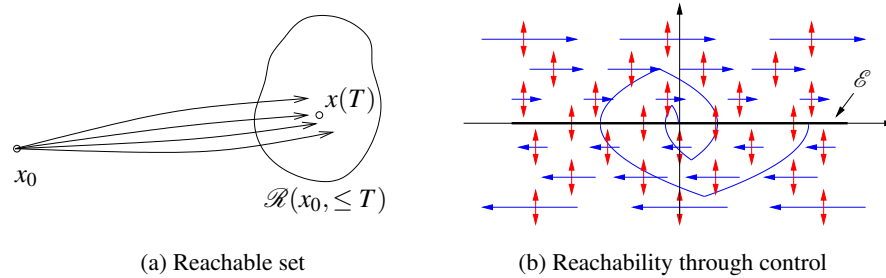 x(T)
x₀
ℛ(x₀, ≤ T)
ℰ
(a) Reachable set
(b) Reachability through control